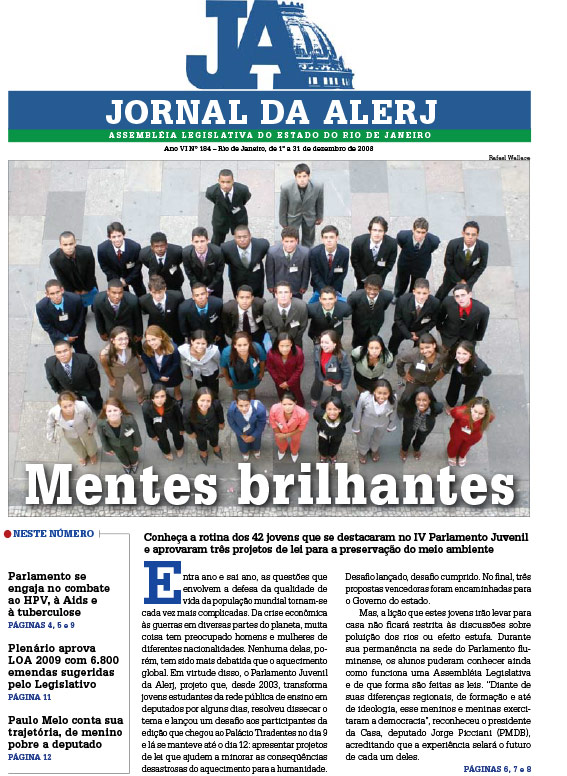 JA
JORNAL DA ALERJ
ASSEMBLÉIA LEGISLATIVA DO ESTADO DO RIO DE JANEIRO
Ano VI Nº 184 – Rio de Janeiro, de 1º a 31 de dezembro de 2008
Rafael Wallace
Mentes brilhantes
NESTE NÚMERO
Parlamento se
engaja no combate
ao HPV, à Aids e
à tuberculose
PÁGINAS 4, 5 e 9
Plenário aprova
LOA 2009 com 6.800
emendas sugeridas
pelo Legislativo
PÁGINA 11
Paulo Melo conta sua
trajetória, de menino
pobre a deputado
PÁGINA 12
Conheça a rotina dos 42 jovens que se destacaram no IV Parlamento Juvenil
e aprovaram três projetos de lei para a preservação do meio ambiente
Entra ano e sai ano, as questões que
envolvem a defesa da qualidade de
vida da população mundial tornam-se
cada vez mais complicadas. Da crise econômica
às guerras em diversas partes do planeta, muita
coisa tem preocupado homens e mulheres de
diferentes nacionalidades. Nenhuma delas, po-
rém, tem sido mais debatida que o aquecimento
global. Em virtude disso, o Parlamento Juvenil
da Alerj, projeto que, desde 2003, transforma
jovens estudantes da rede pública de ensino em
deputados por alguns dias, resolveu dissecar o
tema e lançou um desafio aos participantes da
edição que chegou ao Palácio Tiradentes no dia 9
e lá se manteve até o dia 12: apresentar projetos
de lei que ajudem a minorar as conseqüências
desastrosas do aquecimento para a humanidade.
Desafio lançado, desafio cumprido. No final, três
propostas vencedoras foram encaminhadas para
o Governo do estado.
Mas, a lição que estes jovens irão levar para
casa não ficará restrita às discussões sobre
poluição dos rios ou efeito estufa. Durante
sua permanência na sede do Parlamento flu-
minense, os alunos puderam conhecer ainda
como funciona uma Assembléia Legislativa
e de que forma são feitas as leis. “Diante de
suas diferenças regionais, de formação e até
de ideologia, esse meninos e meninas exerci-
taram a democracia”, reconheceu o presidente
da Casa, deputado Jorge Picciani (PMDB),
acreditando que a experiência selará o futuro
de cada um deles.
PÁGINAS 6, 7 e 8